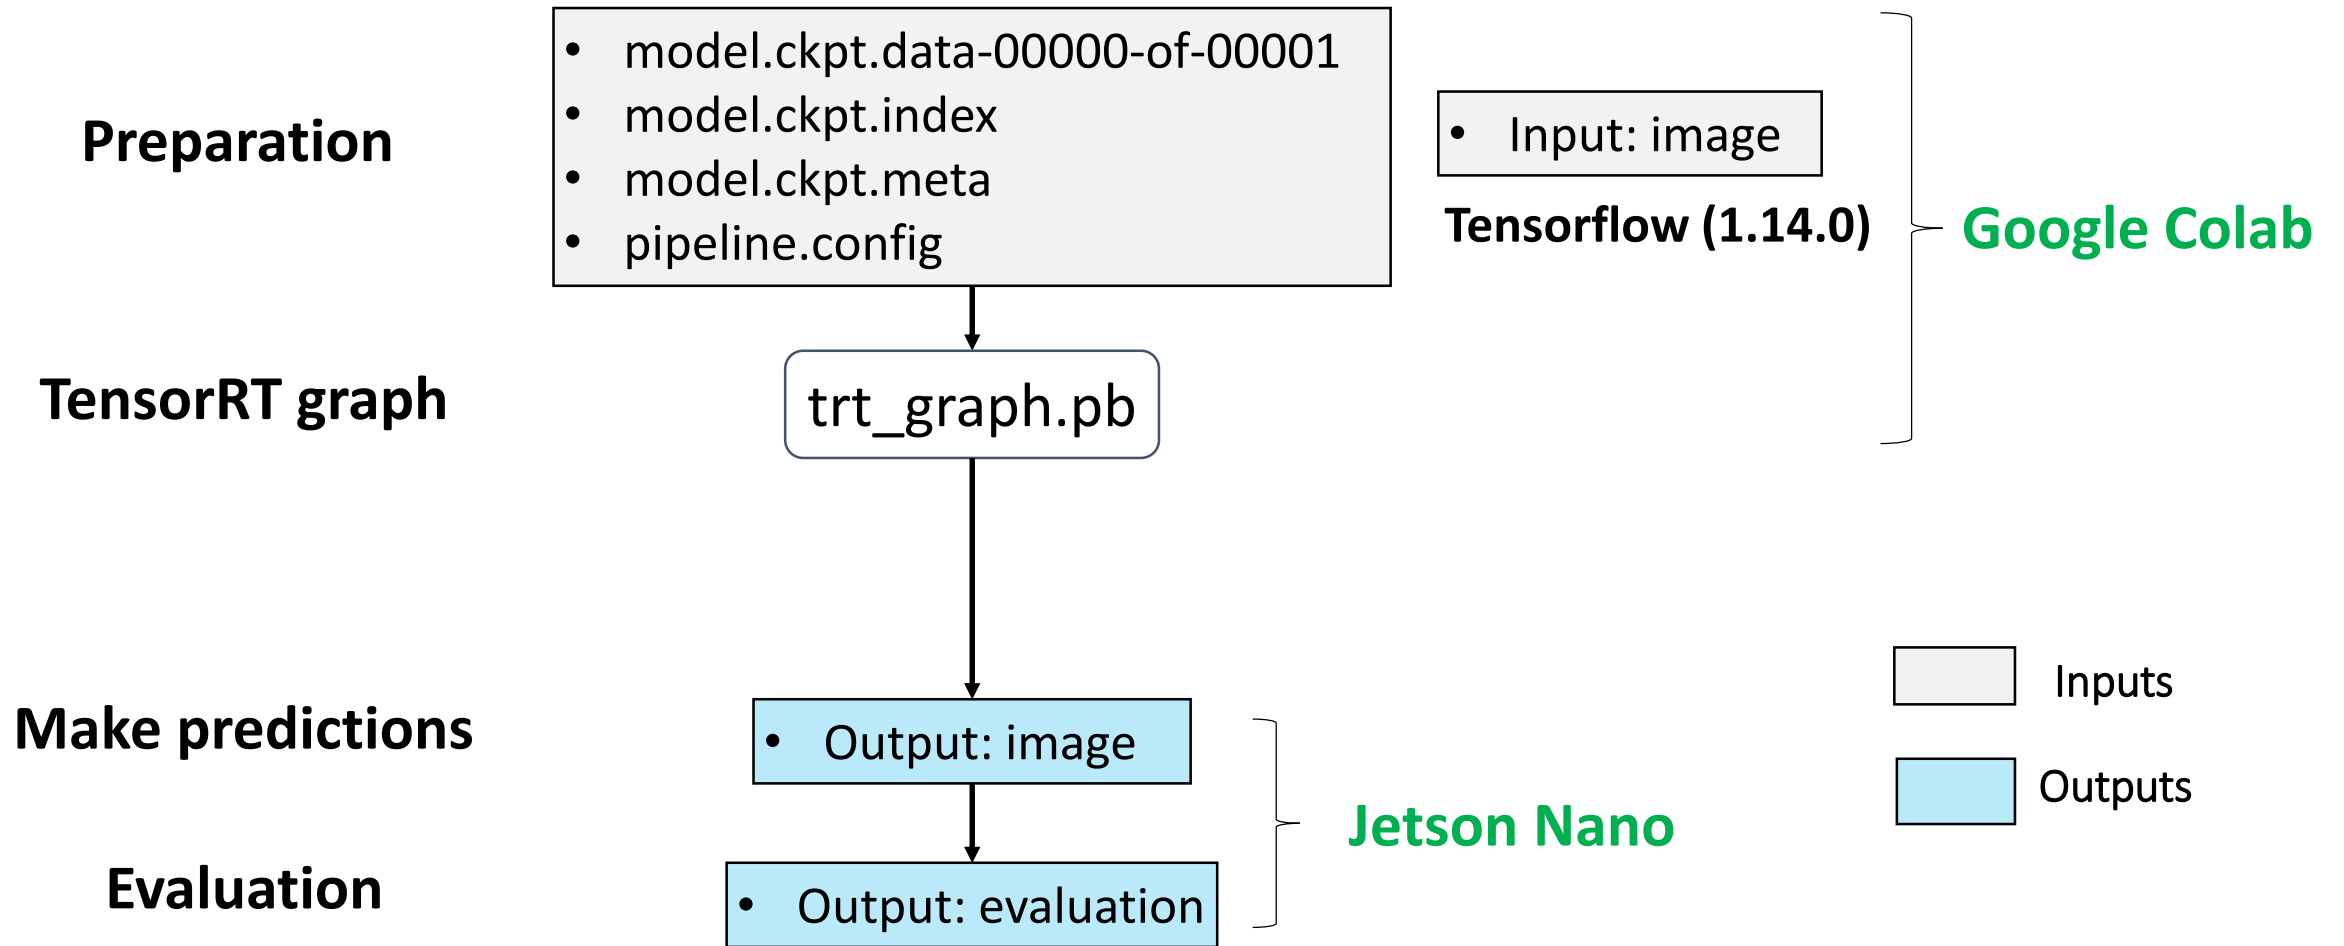 Preparation
• model.ckpt.data-00000-of-00001
• model.ckpt.index
• model.ckpt.meta
• pipeline.config
• Input: image
Tensorflow (1.14.0)
Google Colab
TensorRT graph
trt_graph.pb
Make predictions
• Output: image
Evaluation
• Output: evaluation
Jetson Nano
Inputs
Outputs